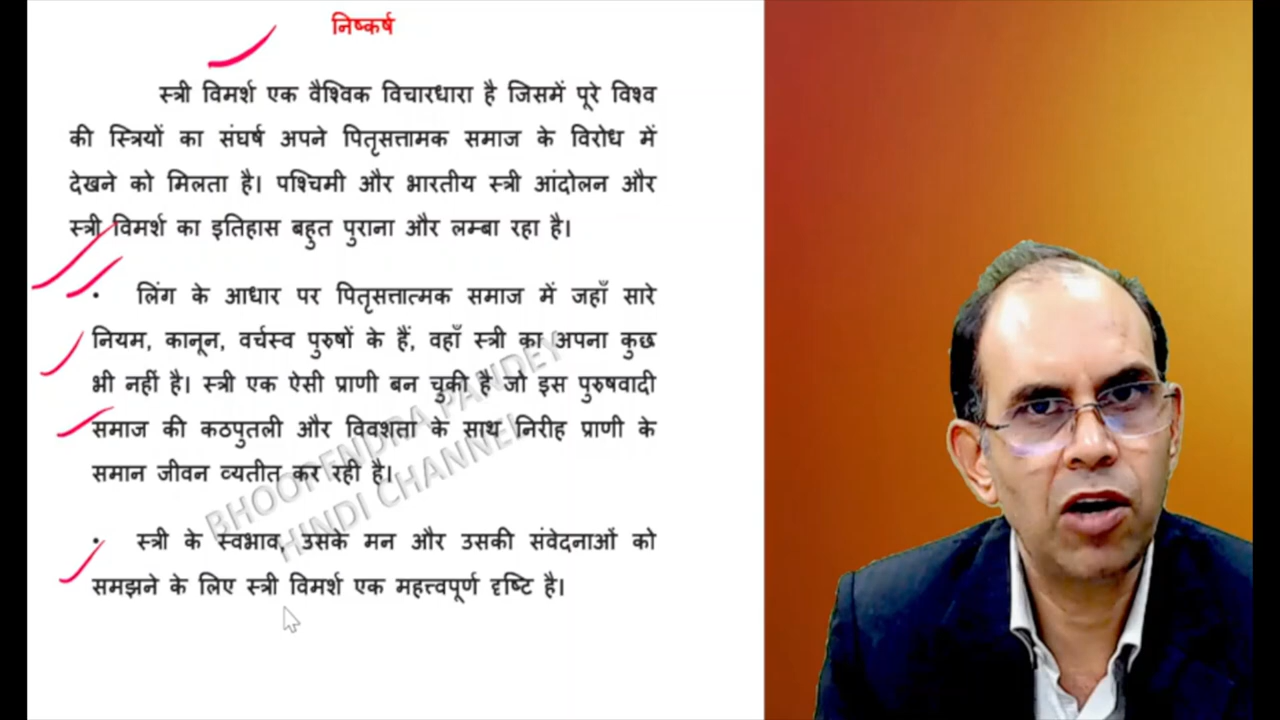 निष्कर्ष
स्त्री विमर्श एक वैश्विक विचारधारा है जिसमें पूरे विश्व
की स्त्रियों का संघर्ष अपने पितृसत्तामक समाज के विरोध में
देखने को मिलता है। पश्चिमी और भारतीय स्त्री आंदोलन और
स्त्री विमर्श का इतिहास बहुत पुराना और लम्बा रहा है।
• लिंग के आधार पर पितृसत्तात्मक समाज में जहाँ सारे
नियम, कानून, वर्चस्व पुरुषों के हैं, वहाँ स्त्री का अपना कुछ
भी नहीं है। स्त्री एक ऐसी प्राणी बन चुकी है जो इस पुरुषवादी
समाज की कठपुतली और विवशता के साथ निरीह प्राणी के
समान जीवन व्यतीत कर रही है।
• स्त्री के स्वभाव, उसके मन और उसकी संवेदनाओं को
समझने के लिए स्त्री विमर्श एक महत्त्वपूर्ण दृष्टि है।
BHOOPENDRA PANDEY
HINDI CHANNEL